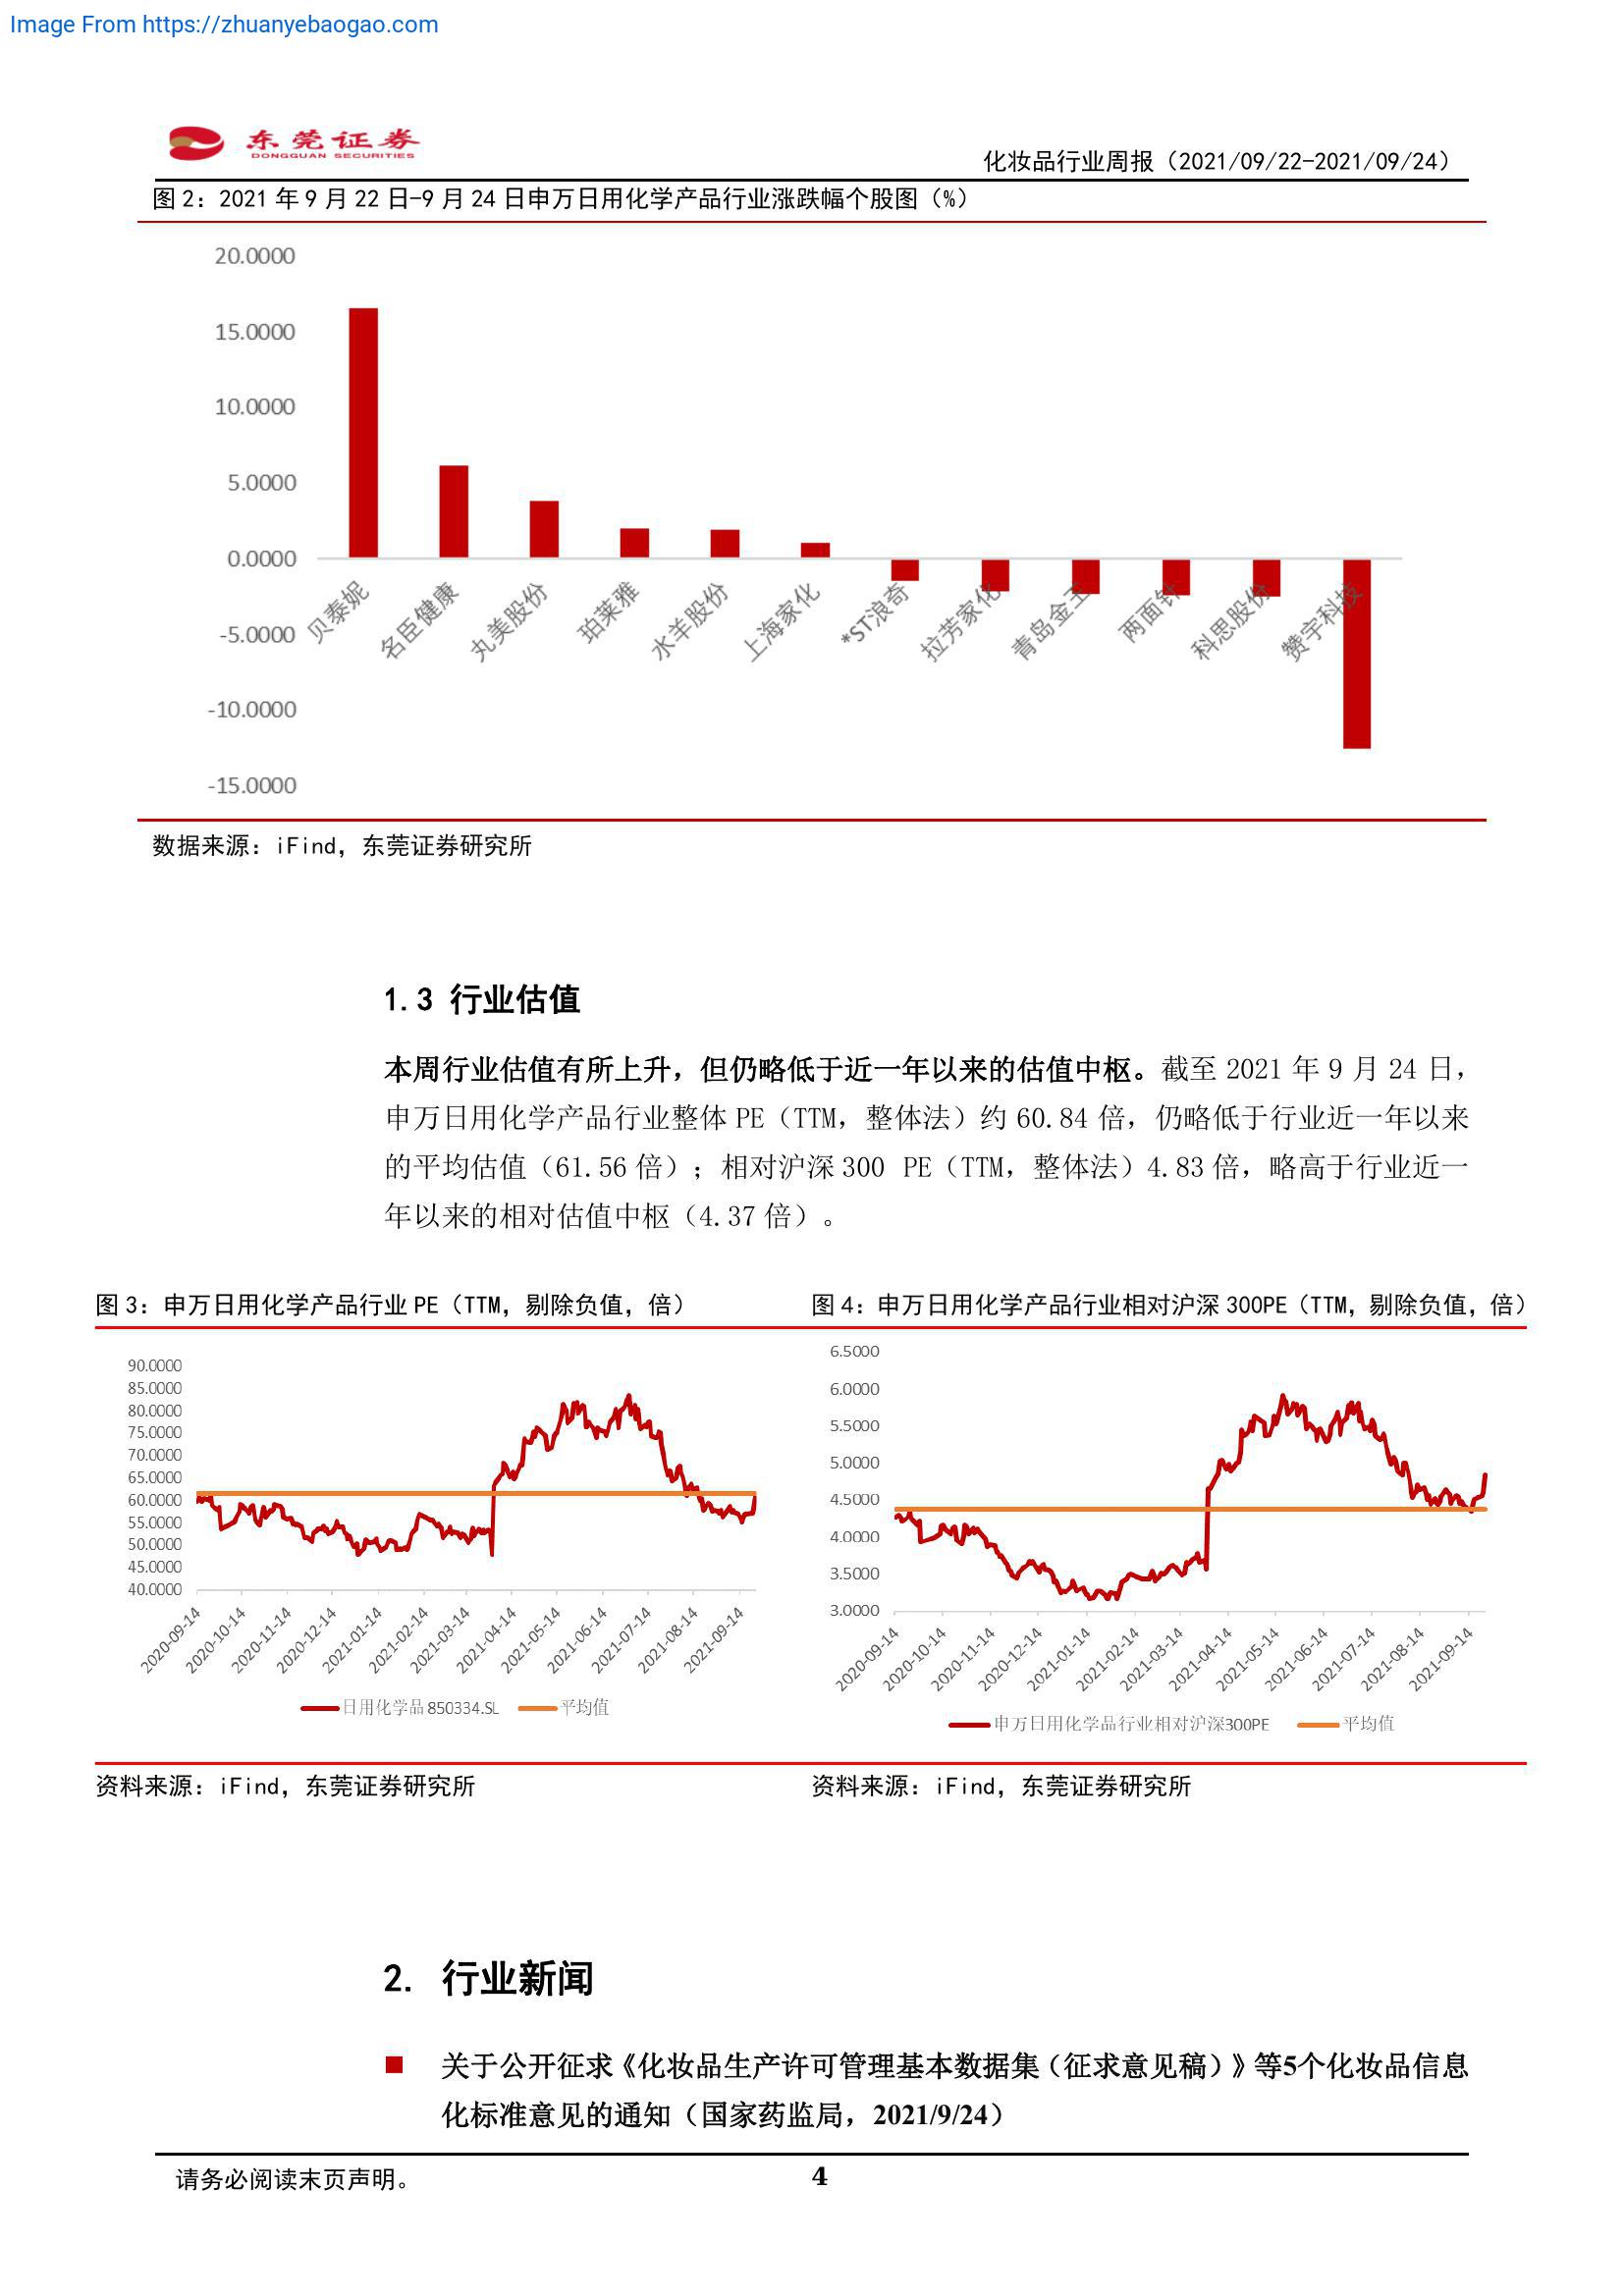 Image From https://zhuanyebaogao.com
东莞证券
DONGGUAN SECURITIES
化妆品行业周报（2021/09/22-2021/09/24）
图 2：2021 年 9 月 22 日-9 月 24 日申万日用化学产品行业涨跌幅个股图（%）
20.0000
15.0000
10.0000
5.0000
0.0000
-5.0000
-10.0000
-15.0000
贝泰妮
名臣健康
丸美股份
珀莱雅
水羊股份
上海家化
*ST浪奇
拉芳家化
青岛金王
两面针
科思股份
赞宇科技
数据来源：iFind，东莞证券研究所
1.3 行业估值
本周行业估值有所上升，但仍略低于近一年以来的估值中枢。截至 2021 年 9 月 24 日，
申万日用化学产品行业整体 PE（TTM，整体法）约 60.84 倍，仍略低于行业近一年以来
的平均估值（61.56 倍）；相对沪深 300 PE（TTM，整体法）4.83 倍，略高于行业近一
年以来的相对估值中枢（4.37 倍）。
图 3：申万日用化学产品行业 PE（TTM，剔除负值，倍）
90.0000
85.0000
80.0000
75.0000
70.0000
65.0000
60.0000
55.0000
50.0000
45.0000
40.0000
2020-09-14
2020-10-14
2020-11-14
2020-12-14
2021-01-14
2021-02-14
2021-03-14
2021-04-14
2021-05-14
2021-06-14
2021-07-14
2021-08-14
2021-09-14
日用化学品 850334.SL
平均值
资料来源：iFind，东莞证券研究所
图 4：申万日用化学产品行业相对沪深 300PE（TTM，剔除负值，倍）
6.5000
6.0000
5.5000
5.0000
4.5000
4.0000
3.5000
3.0000
2020-09-14
2020-10-14
2020-11-14
2020-12-14
2021-01-14
2021-02-14
2021-03-14
2021-04-14
2021-05-14
2021-06-14
2021-07-14
2021-08-14
2021-09-14
申万日用化学品行业相对沪深300PE
平均值
资料来源：iFind，东莞证券研究所
2. 行业新闻
■ 关于公开征求《化妆品生产许可管理基本数据集（征求意见稿）》等5个化妆品信息
化标准意见的通知（国家药监局，2021/9/24）
请务必阅读末页声明。
4